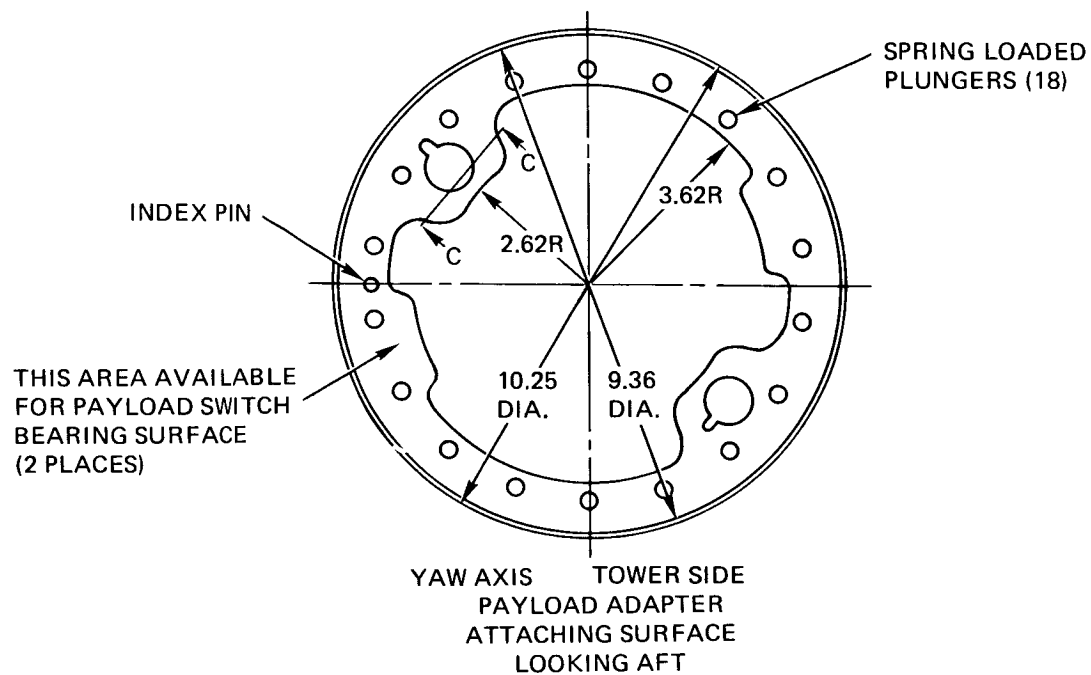 SPRING LOADED
PLUNGERS (18)
C
3.62R
INDEX PIN
2.62R
C
THIS AREA AVAILABLE
FOR PAYLOAD SWITCH
BEARING SURFACE
(2 PLACES)
10.25
DIA.
9.36
DIA.
YAW AXIS TOWER SIDE
PAYLOAD ADAPTER
ATTACHING SURFACE
LOOKING AFT